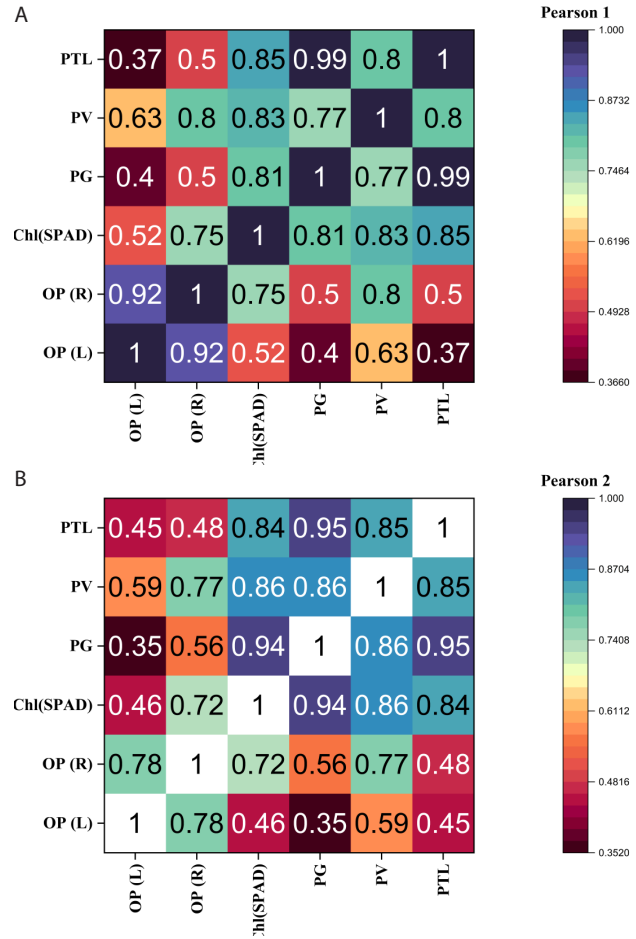 A
Pearson 1
PTL 0.37 0.5 0.85 0.99 0.8 1
PV 0.63 0.8 0.83 0.77 1 0.8
PG 0.4 0.5 0.81 1 0.77 0.99
Chl(SPAD) 0.52 0.75 1 0.81 0.83 0.85
OP (R) 0.92 1 0.75 0.5 0.8 0.5
OP (L) 1 0.92 0.52 0.4 0.63 0.37
OP (L) OP (R) Chl(SPAD) PG PV PTL
1.000
0.8732
0.7464
0.6196
0.4928
0.3660
B
Pearson 2
PTL 0.45 0.48 0.84 0.95 0.85 1
PV 0.59 0.77 0.86 0.86 1 0.85
PG 0.35 0.56 0.94 1 0.86 0.95
Chl(SPAD) 0.46 0.72 1 0.94 0.86 0.84
OP (R) 0.78 1 0.72 0.56 0.77 0.48
OP (L) 1 0.78 0.46 0.35 0.59 0.45
OP (L) OP (R) Chl(SPAD) PG PV PTL
1.000
0.8704
0.7408
0.6112
0.4816
0.3520